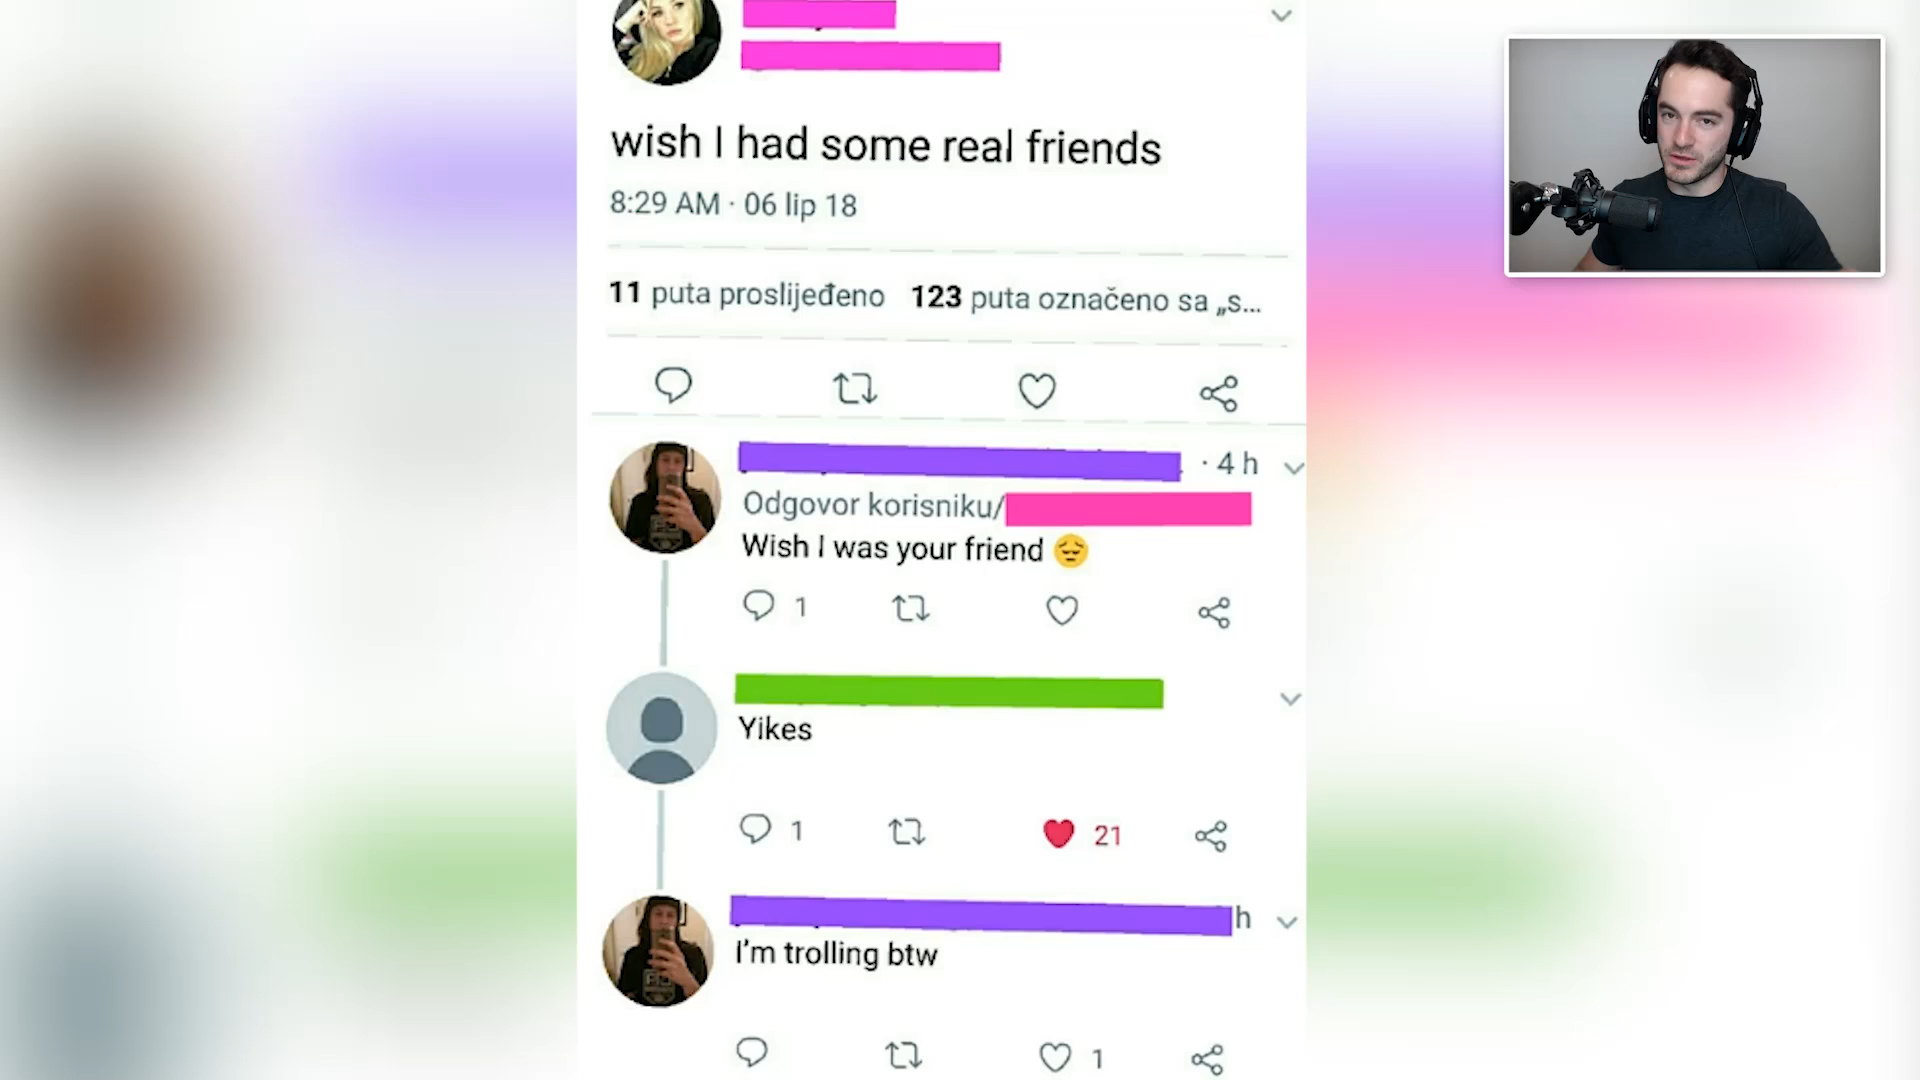 wish I had some real friends
8:29 AM · 06 lip 18
11 puta proslijeđeno 123 puta označeno sa „s...
· 4 h
Odgovor korisniku/
Wish I was your friend 😔
1
Yikes
1 21
h
I'm trolling btw
1